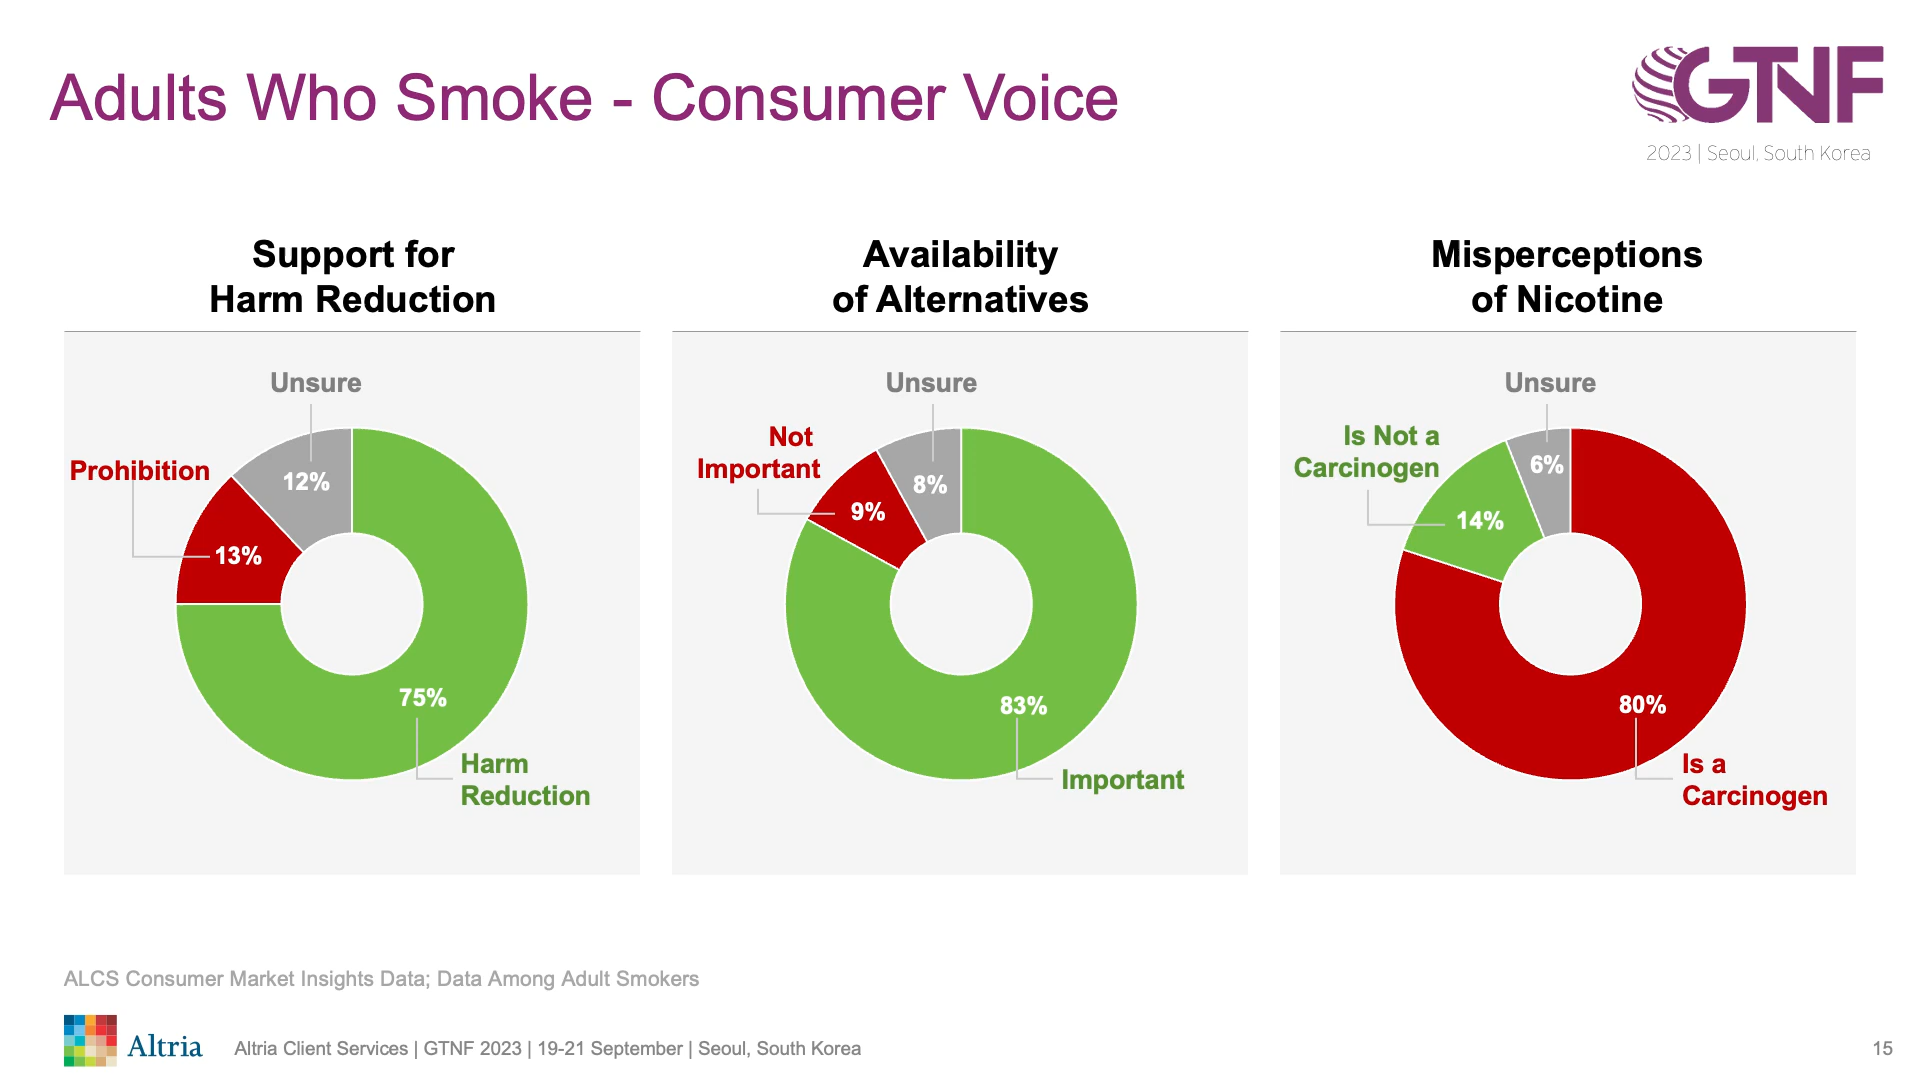 Adults Who Smoke - Consumer Voice
GTNF
2023 | Seoul, South Korea
Support for
Harm Reduction
Unsure
Prohibition
12%
13%
75%
Harm
Reduction
Availability
of Alternatives
Unsure
Not
Important
8%
9%
83%
Important
Misperceptions
of Nicotine
Unsure
Is Not a
Carcinogen
6%
14%
80%
Is a
Carcinogen
ALCS Consumer Market Insights Data; Data Among Adult Smokers
Altria
Altria Client Services | GTNF 2023 | 19-21 September | Seoul, South Korea
15